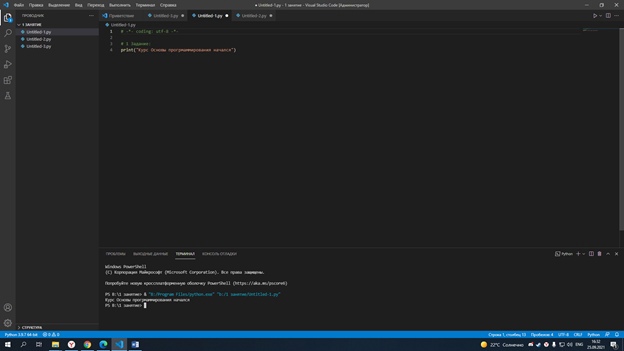 Файл Правка Выделение Вид Переход Выполнить Терминал Справка
● Untitled-1.py - Visual Studio Code [Администратор]
ПРОВОДНИК
1 ЗАНЯТИЕ
Untitled-1.py
Untitled-2.py
Untitled-3.py
СТРУКТУРА
Приветствие Untitled-3.py Untitled-1.py Untitled-2.py
Untitled-1.py
1 # -*- coding: utf-8 -*-
2
3 # 1 Задание:
4 print("Курс Основы программирования начался")
ПРОБЛЕМЫ ВЫХОДНЫЕ ДАННЫЕ ТЕРМИНАЛ КОНСОЛЬ ОТЛАДКИ
Python
Windows PowerShell
(C) Корпорация Майкрософт (Microsoft Corporation). Все права защищены.
Попробуйте новую кроссплатформенную оболочку PowerShell (https://aka.ms/pscore6)
PS D:\1 занятие> & "D:/Program Files/python.exe" "d:/1 занятие/Untitled-1.py"
Курс Основы программирования начался
PS D:\1 занятие>
Python 3.9.7 64-bit 0 0
Строка 1, столбец 13 Пробелов: 4 UTF-8 CRLF Python
22°C Солнечно
ENG
16:32
23.09.2021